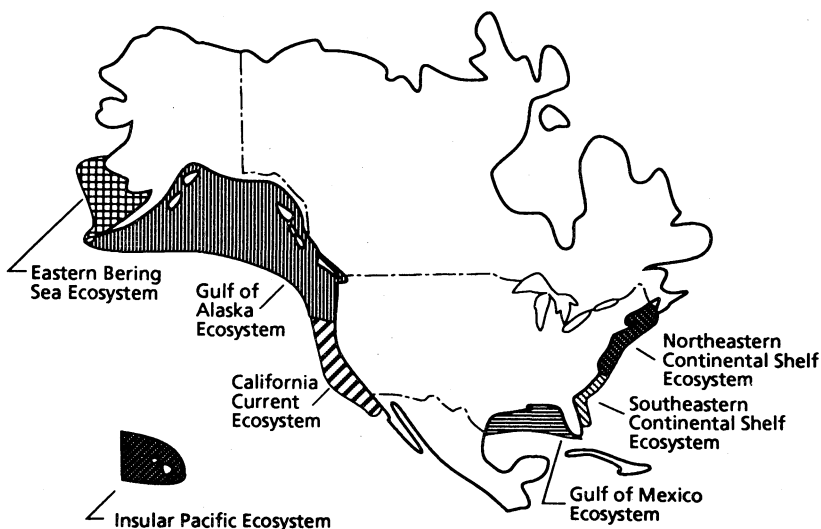 Eastern Bering
Sea Ecosystem
Gulf of
Alaska
Ecosystem
Northeastern
Continental Shelf
Ecosystem
California
Current
Ecosystem
Southeastern
Continental Shelf
Ecosystem
Gulf of Mexico
Ecosystem
Insular Pacific Ecosystem